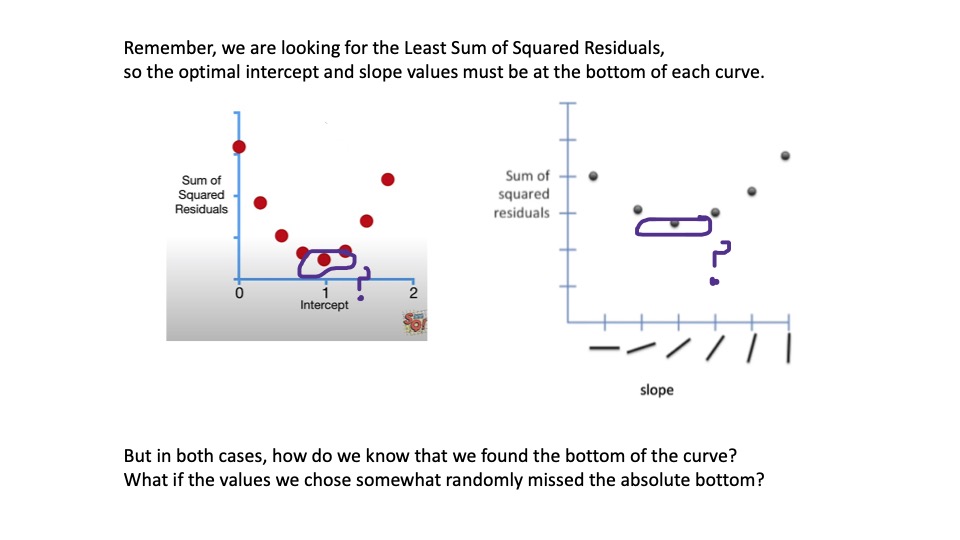 Remember, we are looking for the Least Sum of Squared Residuals,
so the optimal intercept and slope values must be at the bottom of each curve.
Sum of
Squared
Residuals
0
1
2
Intercept
?
Sum of
squared
residuals
?
slope
But in both cases, how do we know that we found the bottom of the curve?
What if the values we chose somewhat randomly missed the absolute bottom?